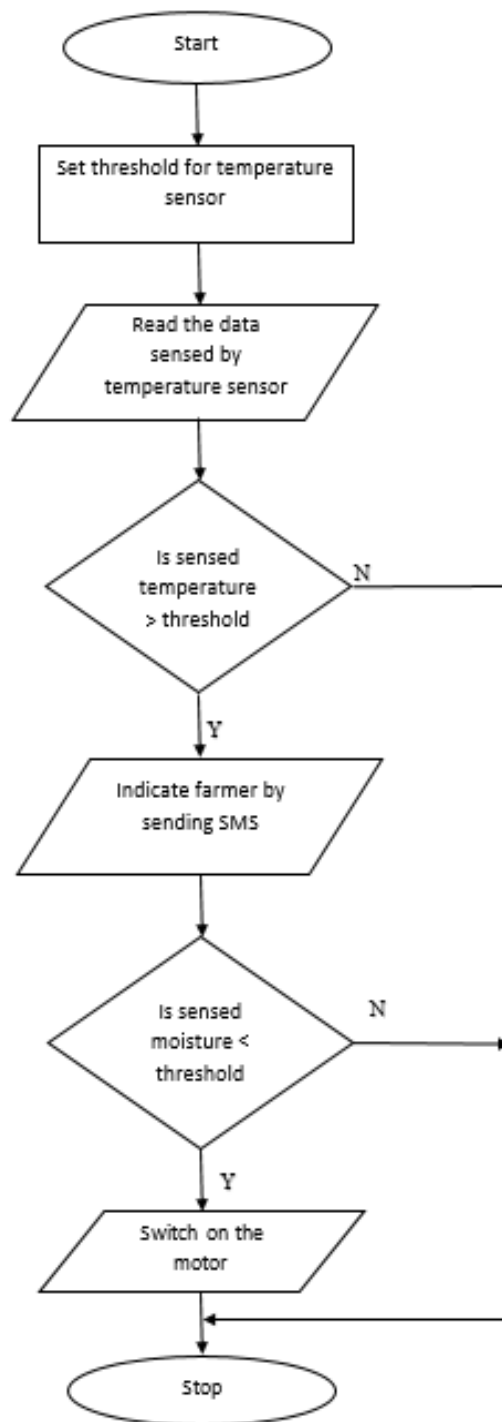 Start
Set threshold for temperature
sensor
Read the data
sensed by
temperature sensor
Is sensed
temperature
> threshold
N
Y
Indicate farmer by
sending SMS
Is sensed
moisture <
threshold
N
Y
Switch on the
motor
Stop